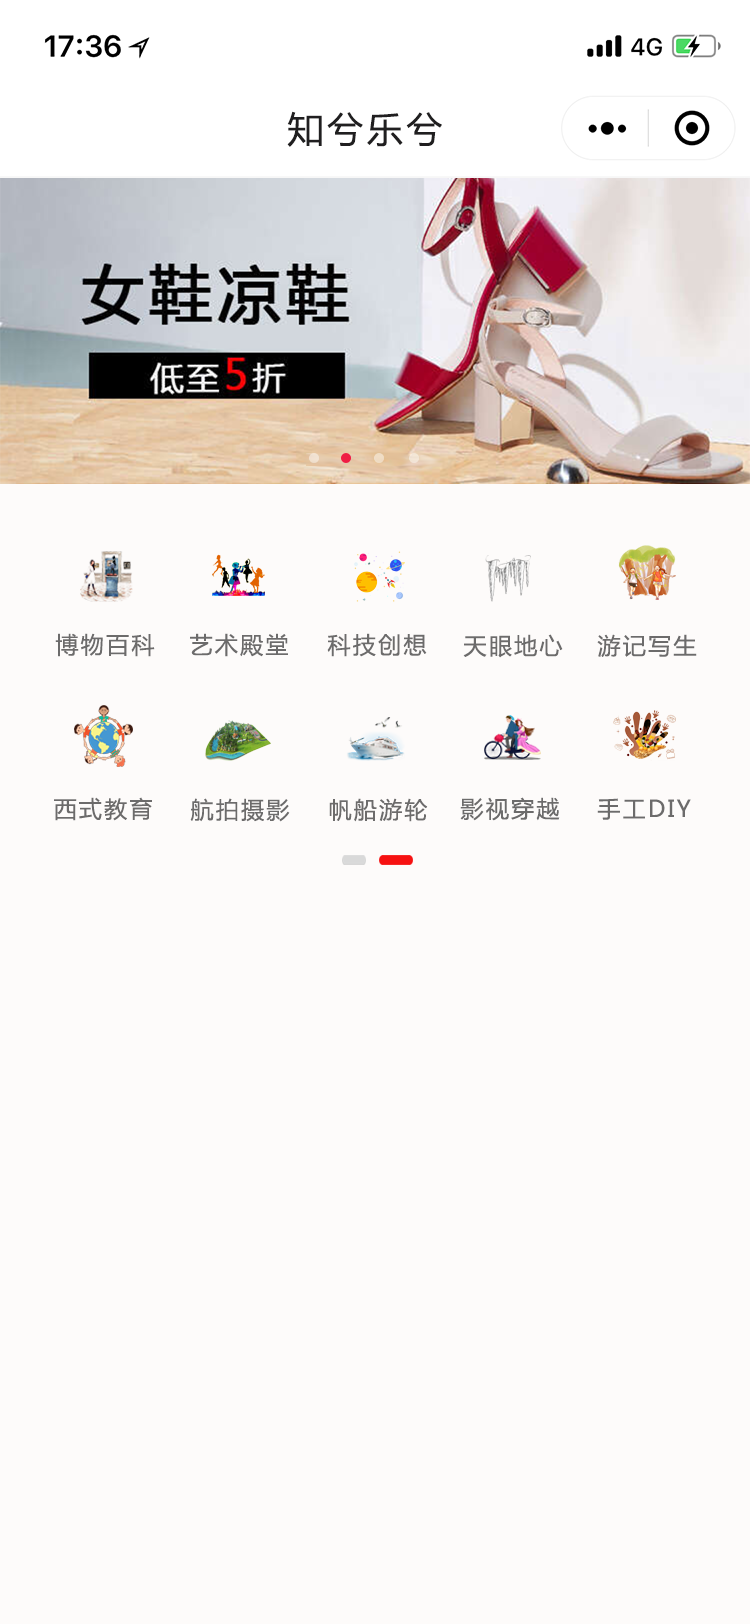 17:36
4G
知兮乐兮
女鞋凉鞋
低至5折
博物百科 艺术殿堂 科技创想 天眼地心 游记写生
西式教育 航拍摄影 帆船游轮 影视穿越 手工DIY